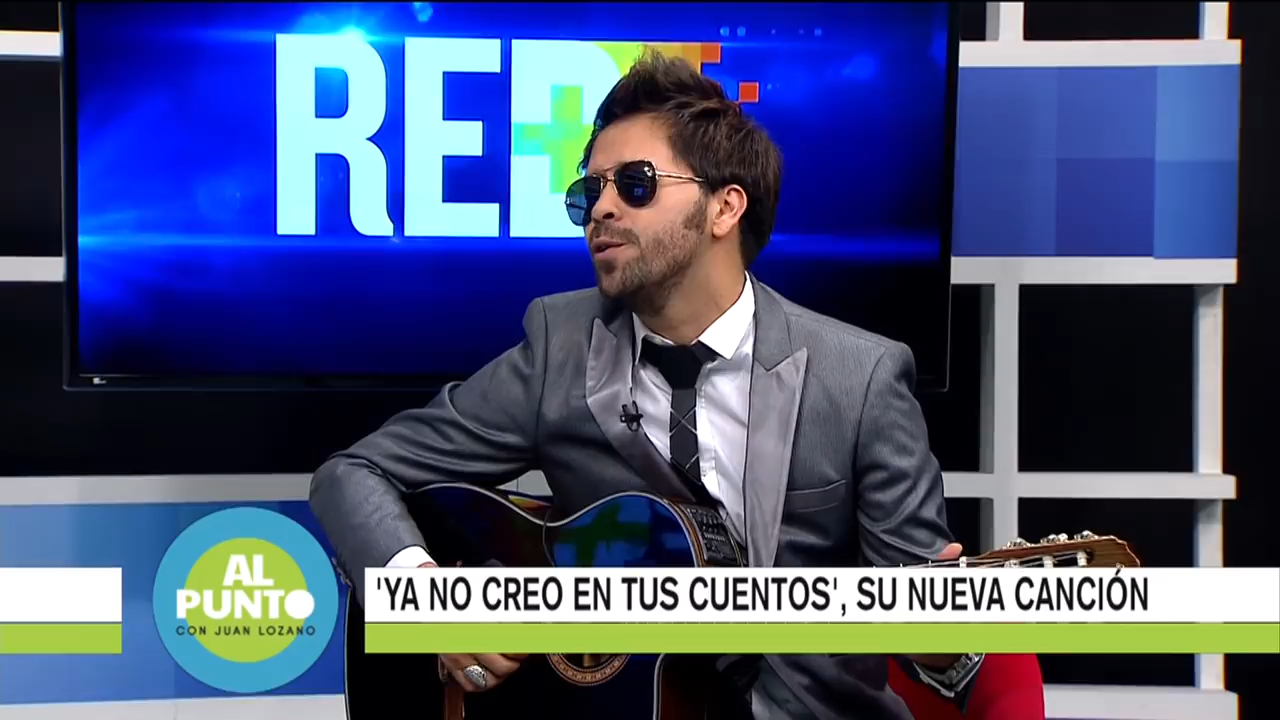 RED+
AL
PUNTO
CON JUAN LOZANO
'YA NO CREO EN TUS CUENTOS', SU NUEVA CANCIÓN